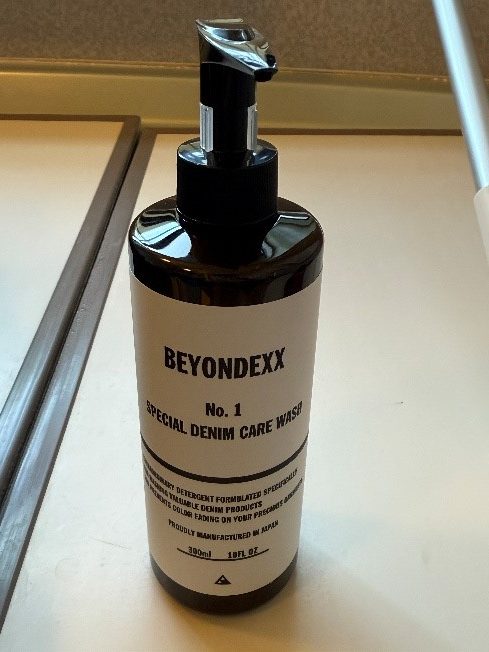 BEYONDEXX
No. 1
SPECIAL DENIM CARE WASH
DETERGENT FORMULATED SPECIFICALLY
VALUABLE DENIM PRODUCTS
COLOR FADING ON YOUR PRECIOUS
PROUDLY MANUFACTURED IN JAPAN
300ml 10FL OZ